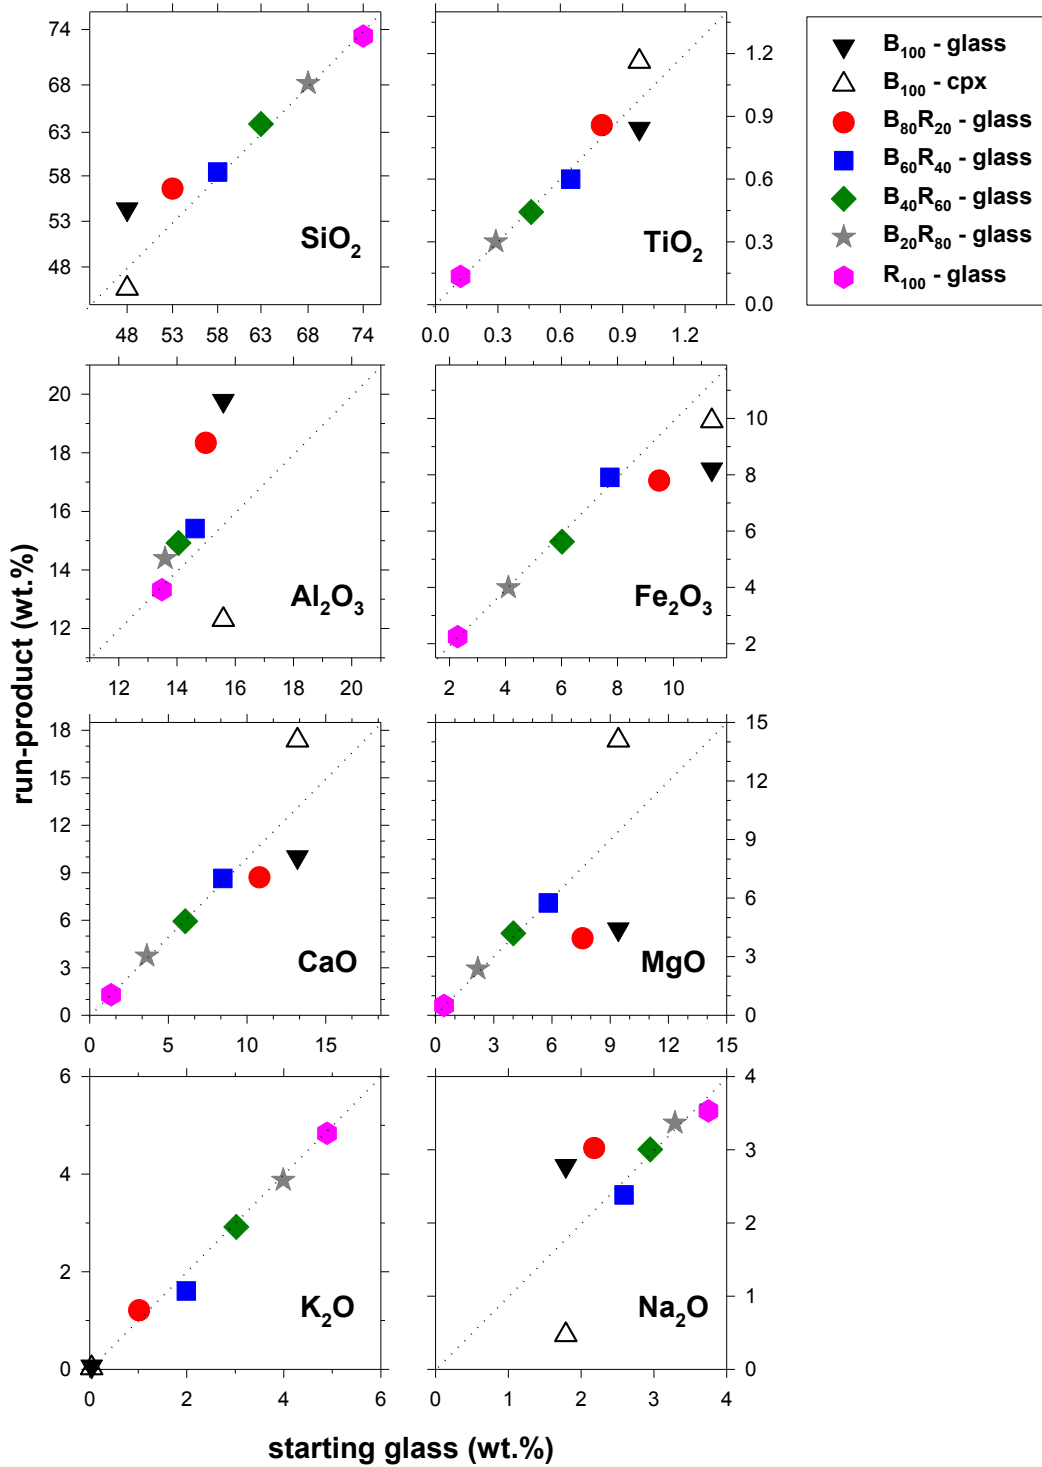 B100 - glass
B100 - cpx
B80R20 - glass
B60R40 - glass
B40R60 - glass
B20R80 - glass
R100 - glass
74
68
63
58
53
48
SiO2
48 53 58 63 68 74
1.2
0.9
0.6
0.3
0.0
TiO2
0.0 0.3 0.6 0.9 1.2
20
18
16
14
12
Al2O3
12 14 16 18 20
10
8
6
4
2
Fe2O3
2 4 6 8 10
18
15
12
9
6
3
0
CaO
0 5 10 15
15
12
9
6
3
0
MgO
0 3 6 9 12 15
6
4
2
0
K2O
0 2 4 6
4
3
2
1
0
Na2O
0 1 2 3 4
run-product (wt.%)
starting glass (wt.%)